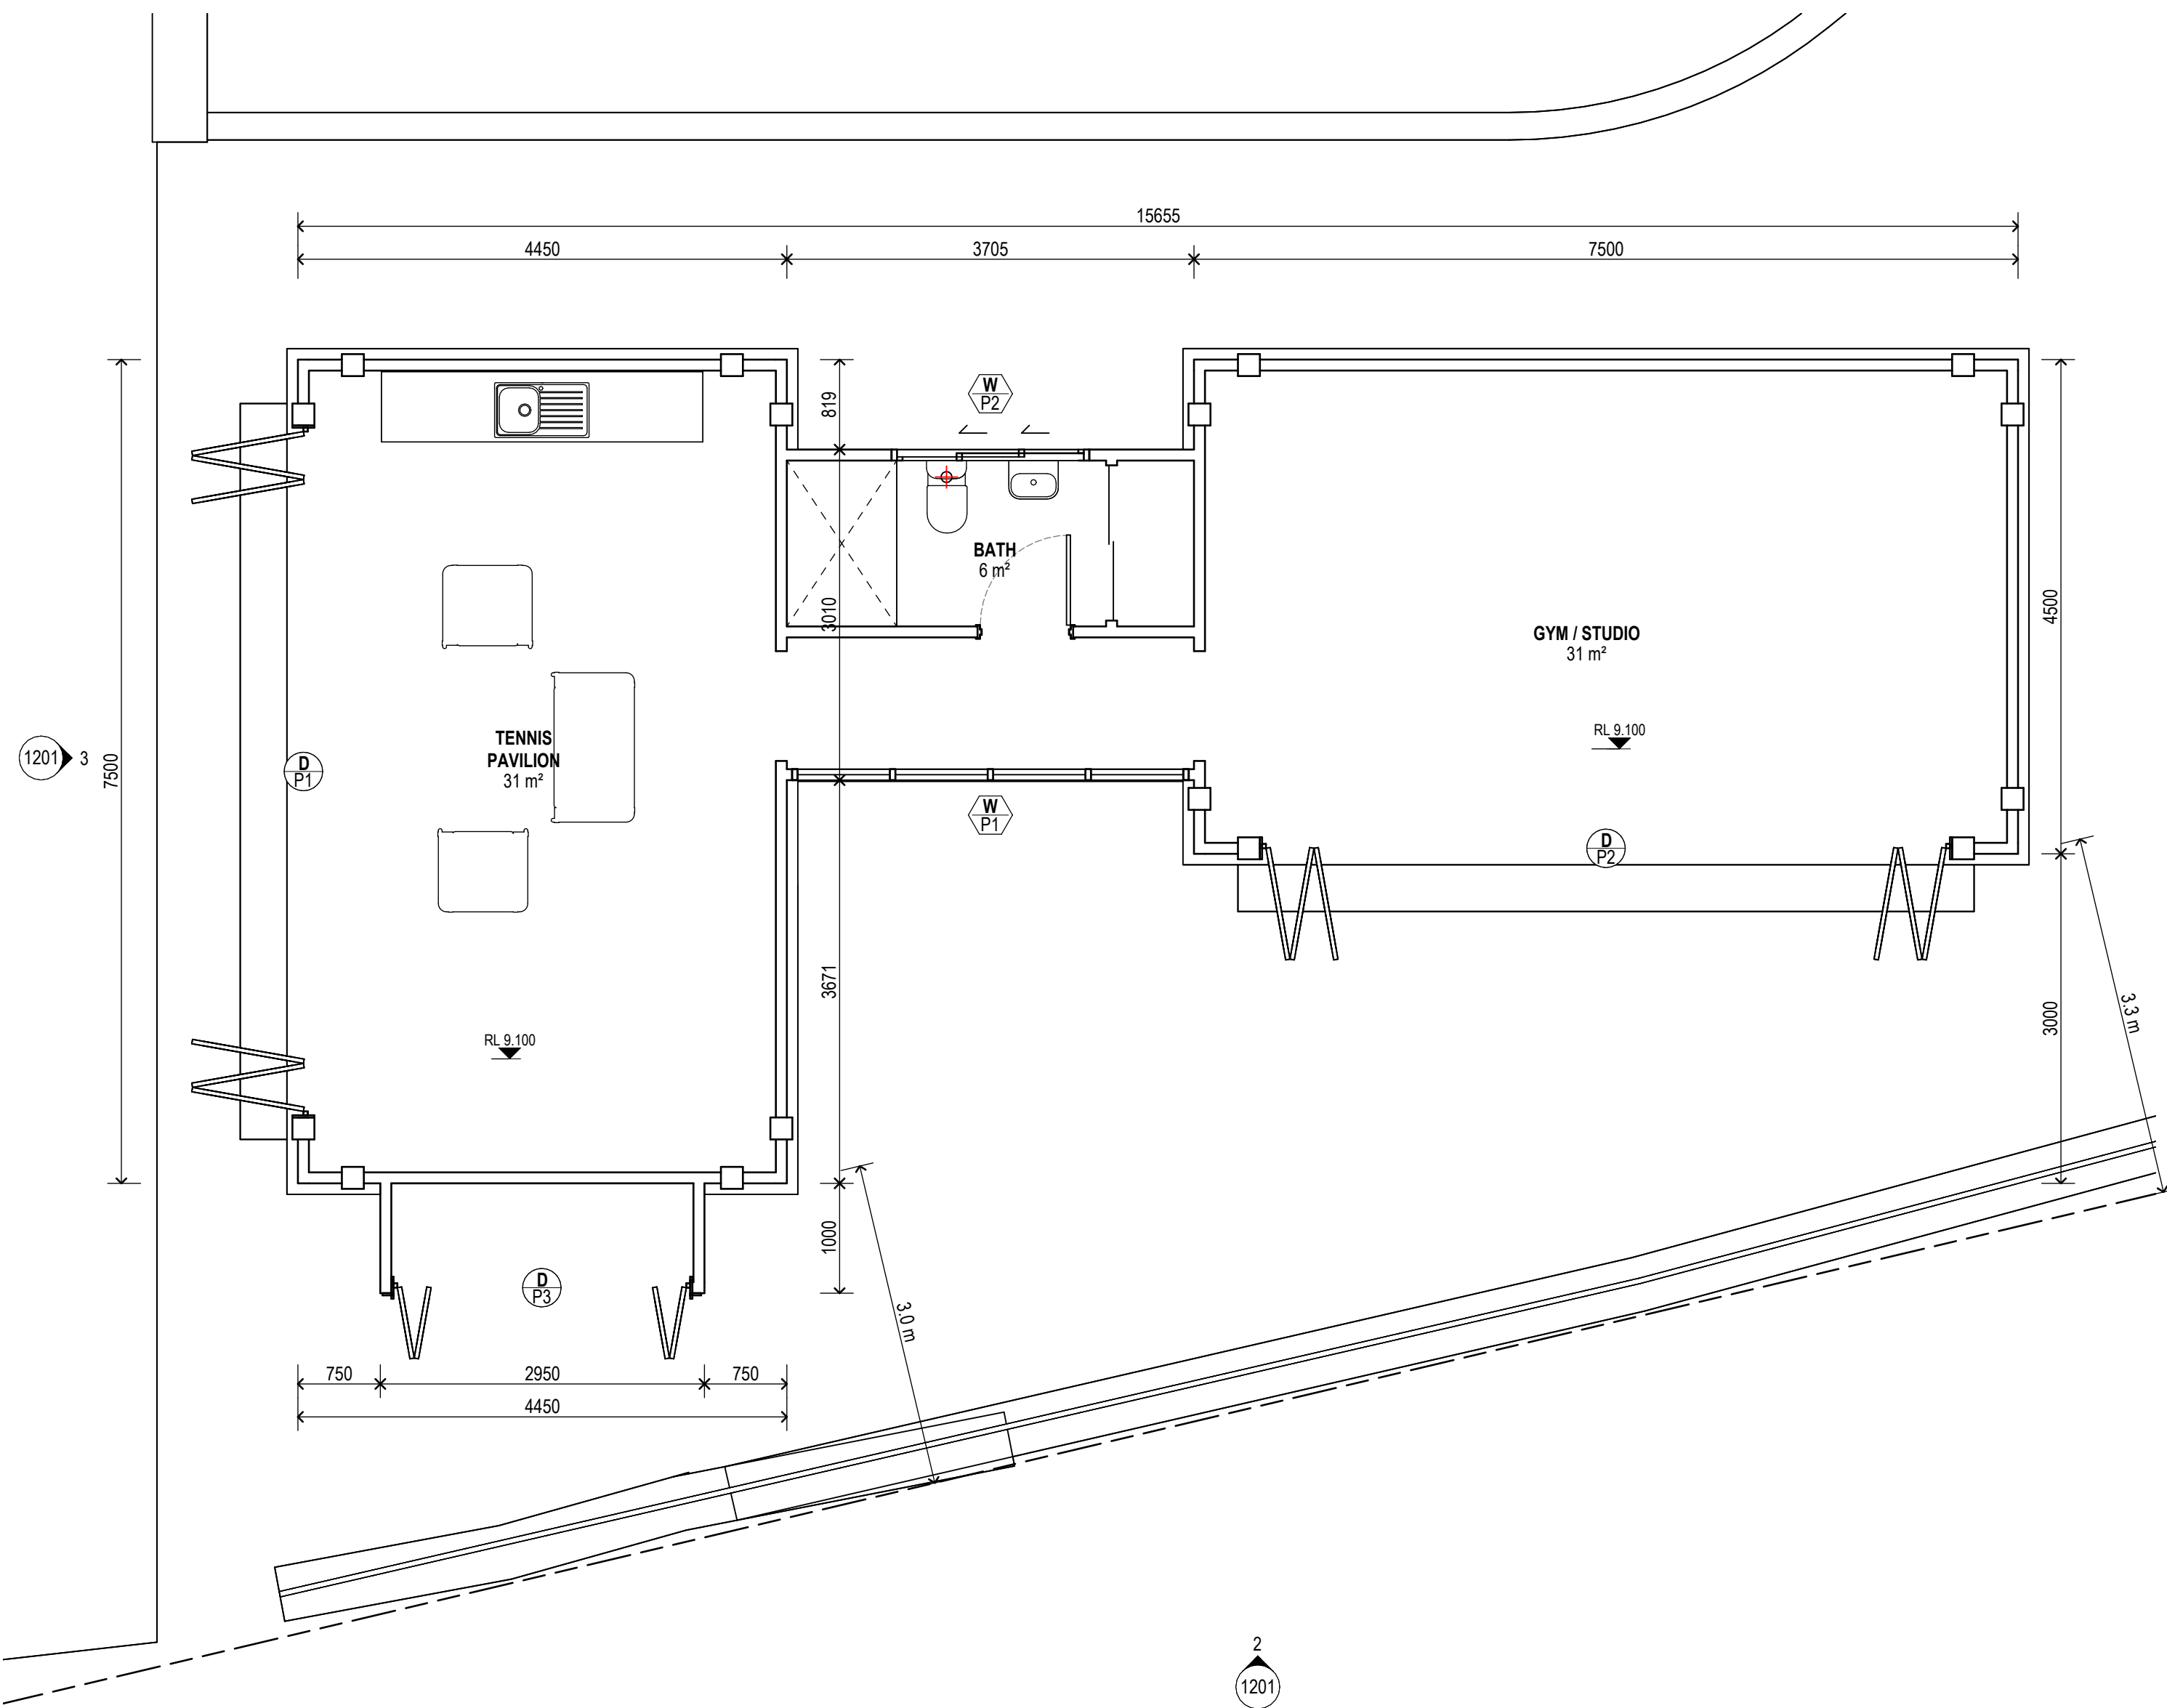 15655
4450
3705
7500
819
W
P2
BATH
6 m²
3010
4500
GYM / STUDIO
31 m²
RL 9.100
TENNIS
PAVILION
31 m²
D
P1
1201
3
7500
W
P1
D
P2
3671
3000
3.3 m
RL 9.100
1000
D
P3
3.0 m
750
2950
750
4450
2
1201